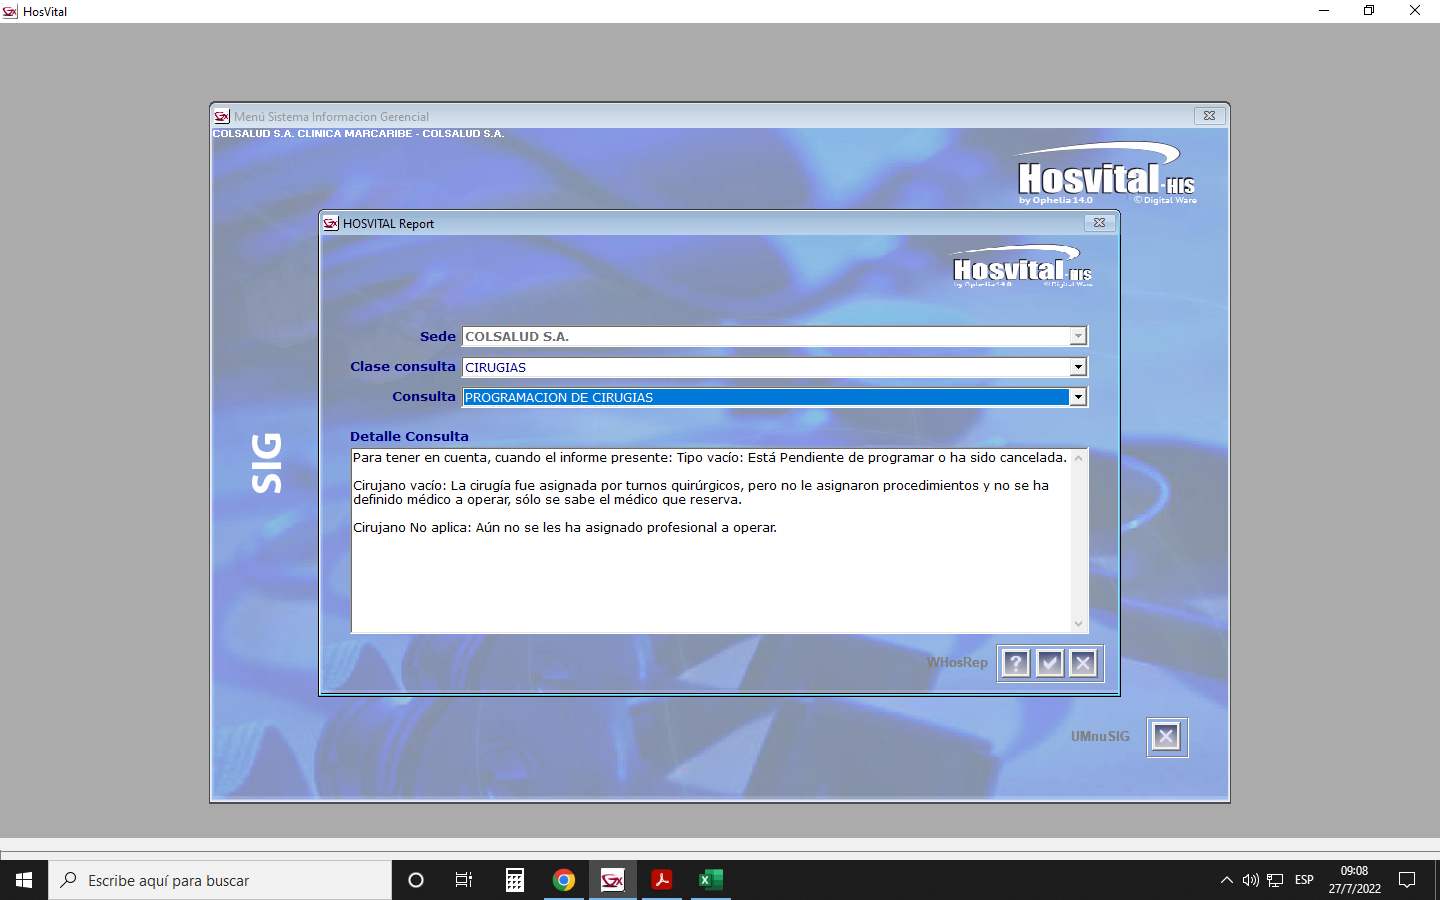 HosVital
Menú Sistema Informacion Gerencial
COLSALUD S.A. CLINICA MARCARIBE - COLSALUD S.A.
Hosvital-HIS
by Ophelia 14.0 © Digital Ware
HOSVITAL Report
Hosvital-HIS
by Ophelia 14.0 © Digital Ware
Sede COLSALUD S.A.
Clase consulta CIRUGIAS
Consulta PROGRAMACION DE CIRUGIAS
Detalle Consulta
Para tener en cuenta, cuando el informe presente: Tipo vacío: Está Pendiente de programar o ha sido cancelada.
Cirujano vacío: La cirugía fue asignada por turnos quirúrgicos, pero no le asignaron procedimientos y no se ha
definido médico a operar, sólo se sabe el médico que reserva.
Cirujano No aplica: Aún no se les ha asignado profesional a operar.
SIG
WHosRep
UMnuSIG
Escribe aquí para buscar
ESP
09:08
27/7/2022